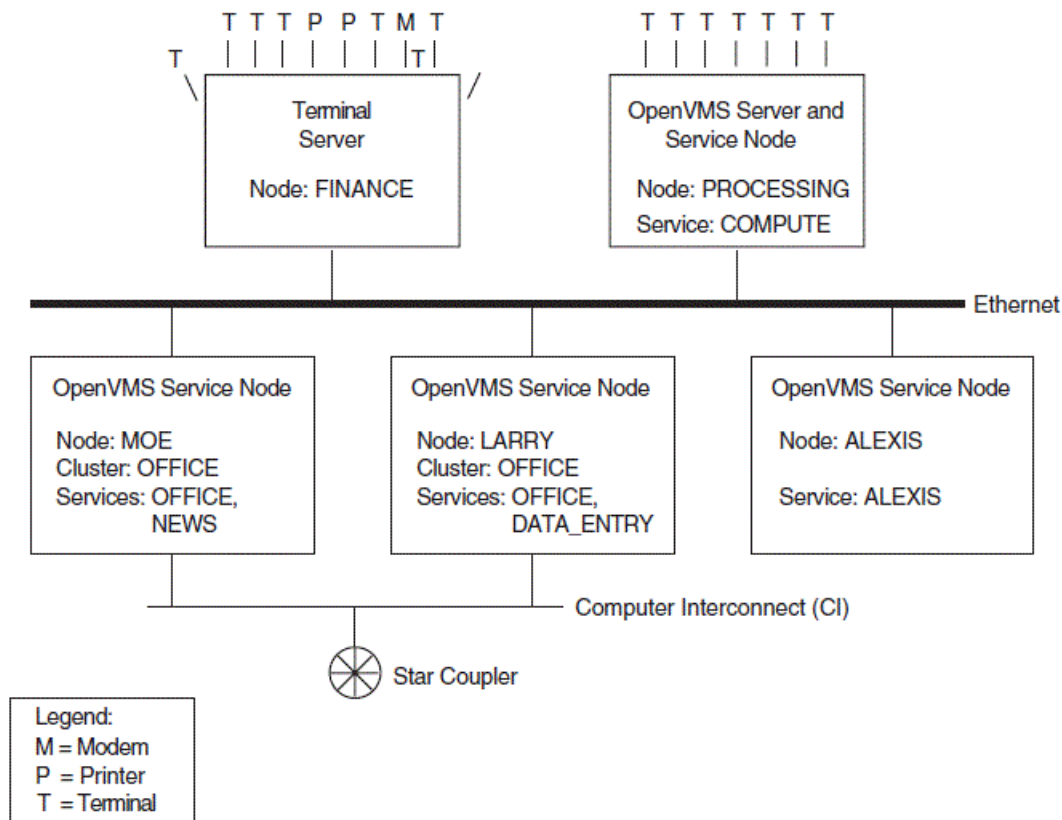 T T T P P T M T
T T
T T T T T T T
Terminal
Server
Node: FINANCE
OpenVMS Server and
Service Node
Node: PROCESSING
Service: COMPUTE
Ethernet
OpenVMS Service Node
Node: MOE
Cluster: OFFICE
Services: OFFICE,
NEWS
OpenVMS Service Node
Node: LARRY
Cluster: OFFICE
Services: OFFICE,
DATA_ENTRY
OpenVMS Service Node
Node: ALEXIS
Service: ALEXIS
Computer Interconnect (CI)
Star Coupler
Legend:
M = Modem
P = Printer
T = Terminal